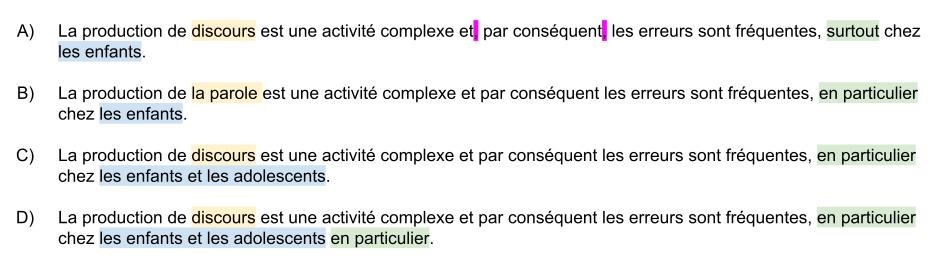 A) La production de discours est une activité complexe et, par conséquent, les erreurs sont fréquentes, surtout chez
les enfants.
B) La production de la parole est une activité complexe et par conséquent les erreurs sont fréquentes, en particulier
chez les enfants.
C) La production de discours est une activité complexe et par conséquent les erreurs sont fréquentes, en particulier
chez les enfants et les adolescents.
D) La production de discours est une activité complexe et par conséquent les erreurs sont fréquentes, en particulier
chez les enfants et les adolescents en particulier.